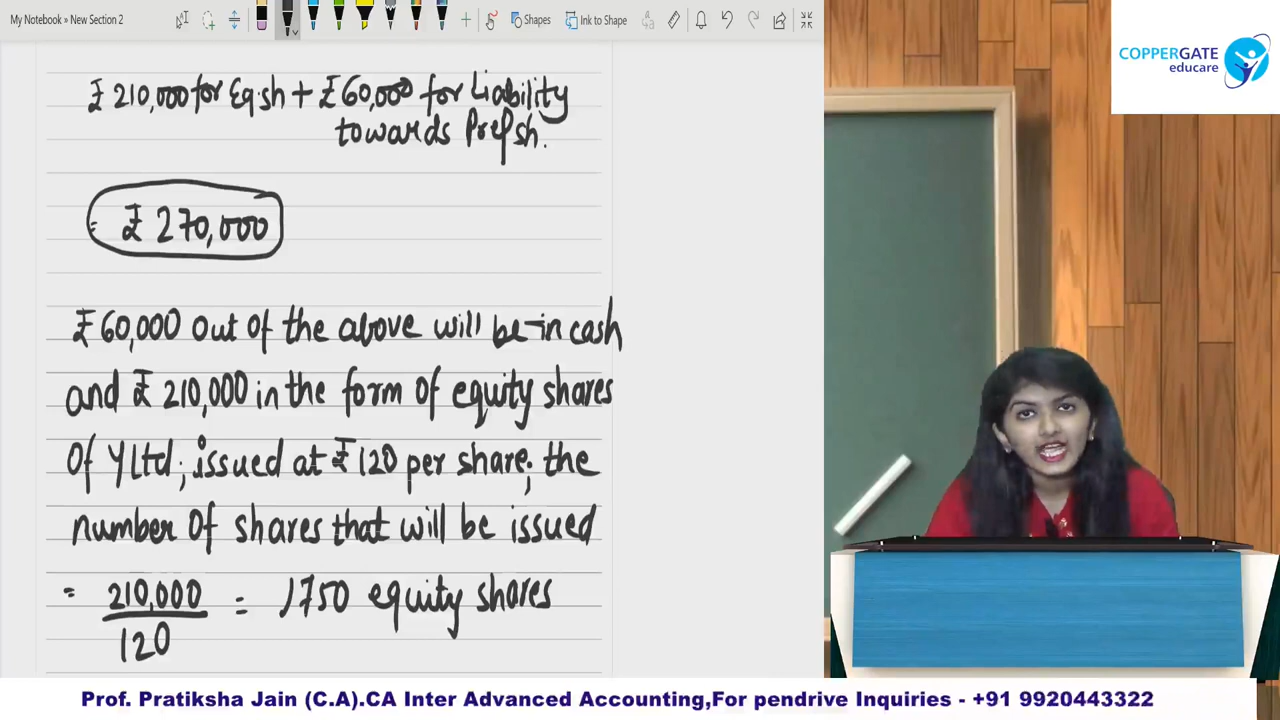 My Notebook » New Section 2
Shapes
Ink to Shape
COPPERGATE
educare
₹ 210,000 for Eq.sh + ₹ 60,000 for Liability
towards Pref sh.
= ₹ 270,000
₹ 60,000 out of the above will be in cash
and ₹ 210,000 in the form of equity shares
Of Y Ltd; issued at ₹ 120 per share; the
number of shares that will be issued
= 210,000 = 1750 equity shares
120
Prof. Pratiksha Jain (C.A).CA Inter Advanced Accounting,For pendrive Inquiries - +91 9920443322